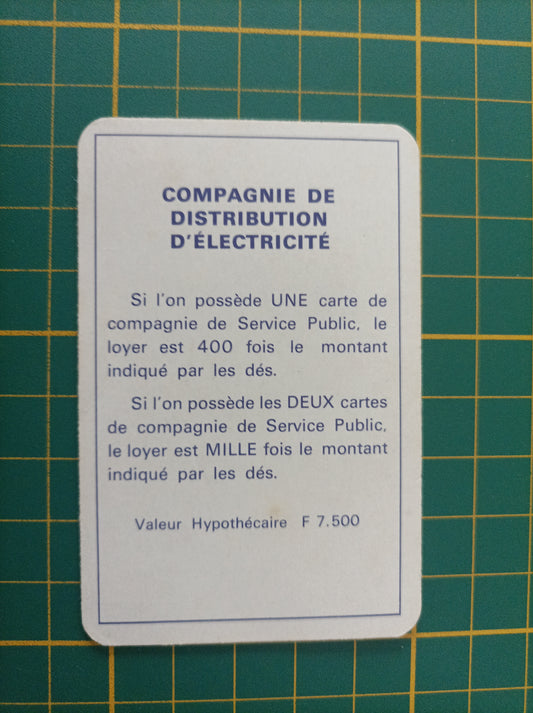 COMPAGNIE DE
DISTRIBUTION
D'ÉLECTRICITÉ
Si l'on possède UNE carte de
compagnie de Service Public, le
loyer est 400 fois le montant
indiqué par les dés.
Si l'on possède les DEUX cartes
de compagnie de Service Public,
le loyer est MILLE fois le montant
indiqué par les dés.
Valeur Hypothécaire F 7.500